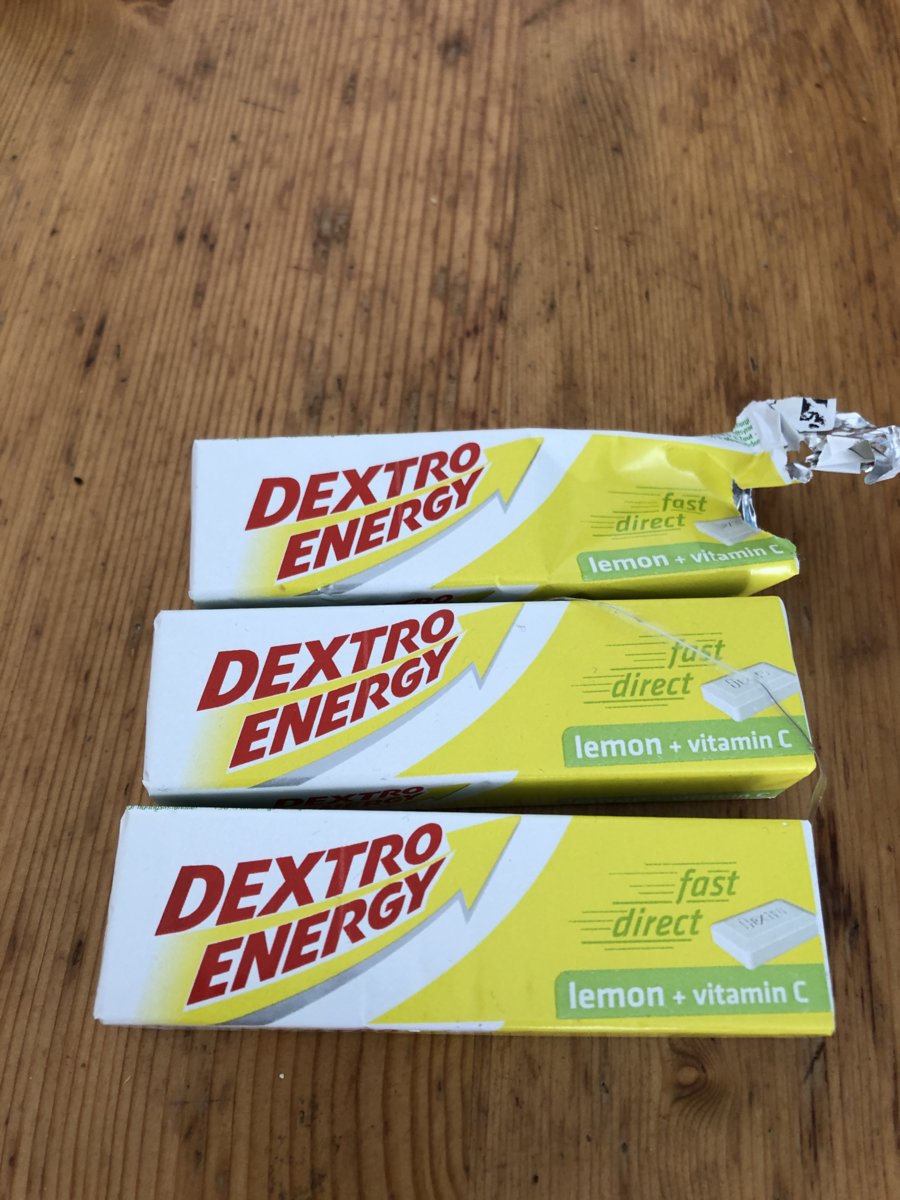 DEXTRO
ENERGY
fast
direct
lemon + vitamin C
DEXTRO
ENERGY
fast
direct
lemon + vitamin C
DEXTRO
ENERGY
fast
direct
lemon + vitamin C